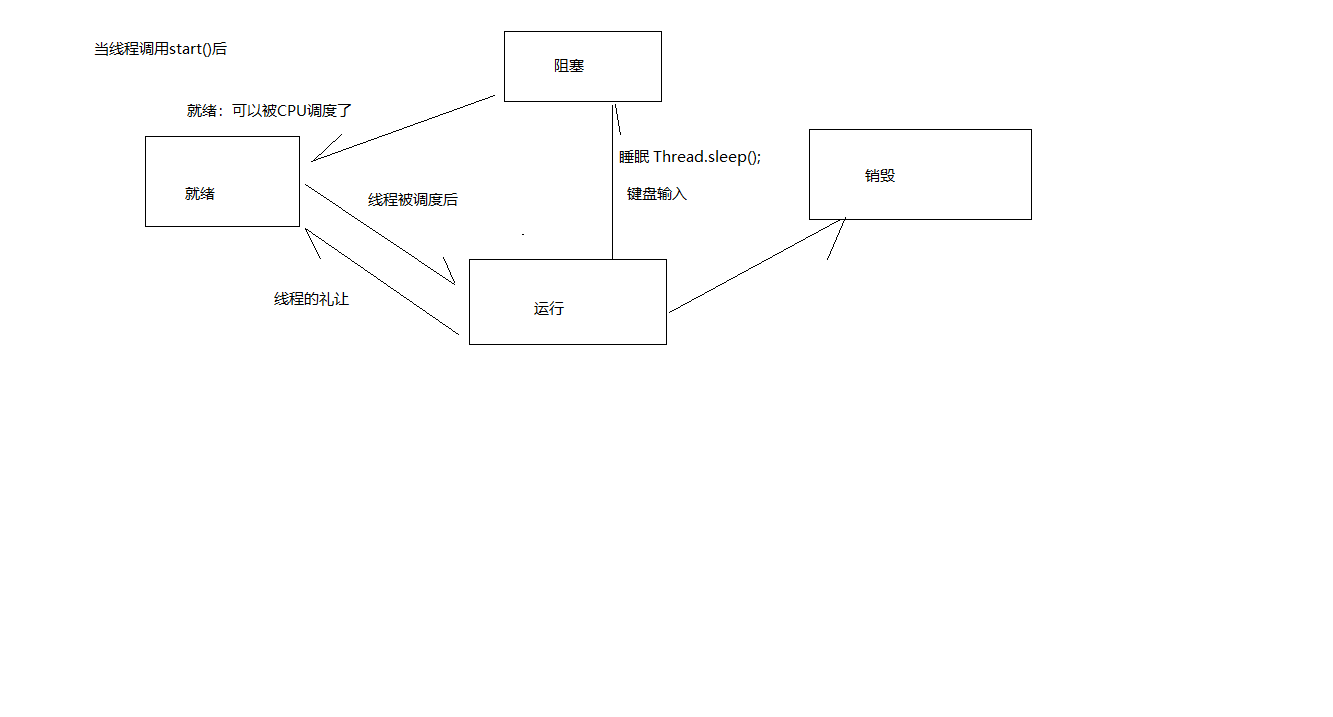 当线程调用start()后
阻塞
就绪：可以被CPU调度了
睡眠 Thread.sleep();
销毁
就绪
线程被调度后
键盘输入
线程的礼让
运行